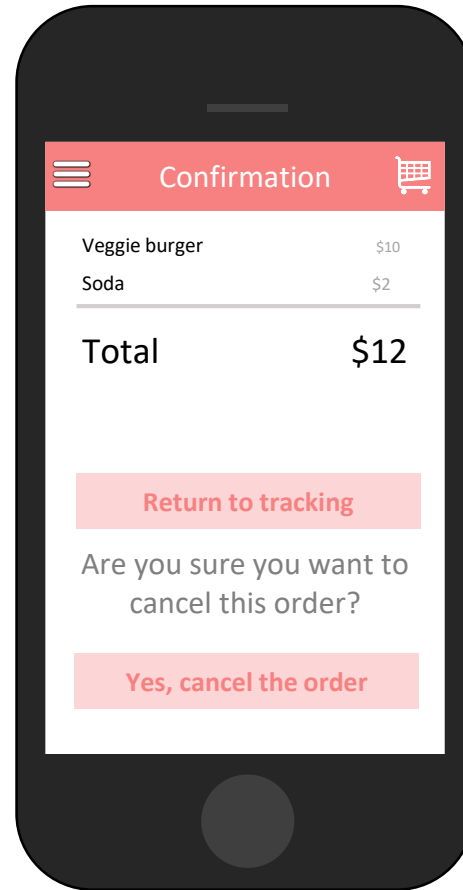 Confirmation
Veggie burger $10
Soda $2
Total $12
Return to tracking
Are you sure you want to
cancel this order?
Yes, cancel the order